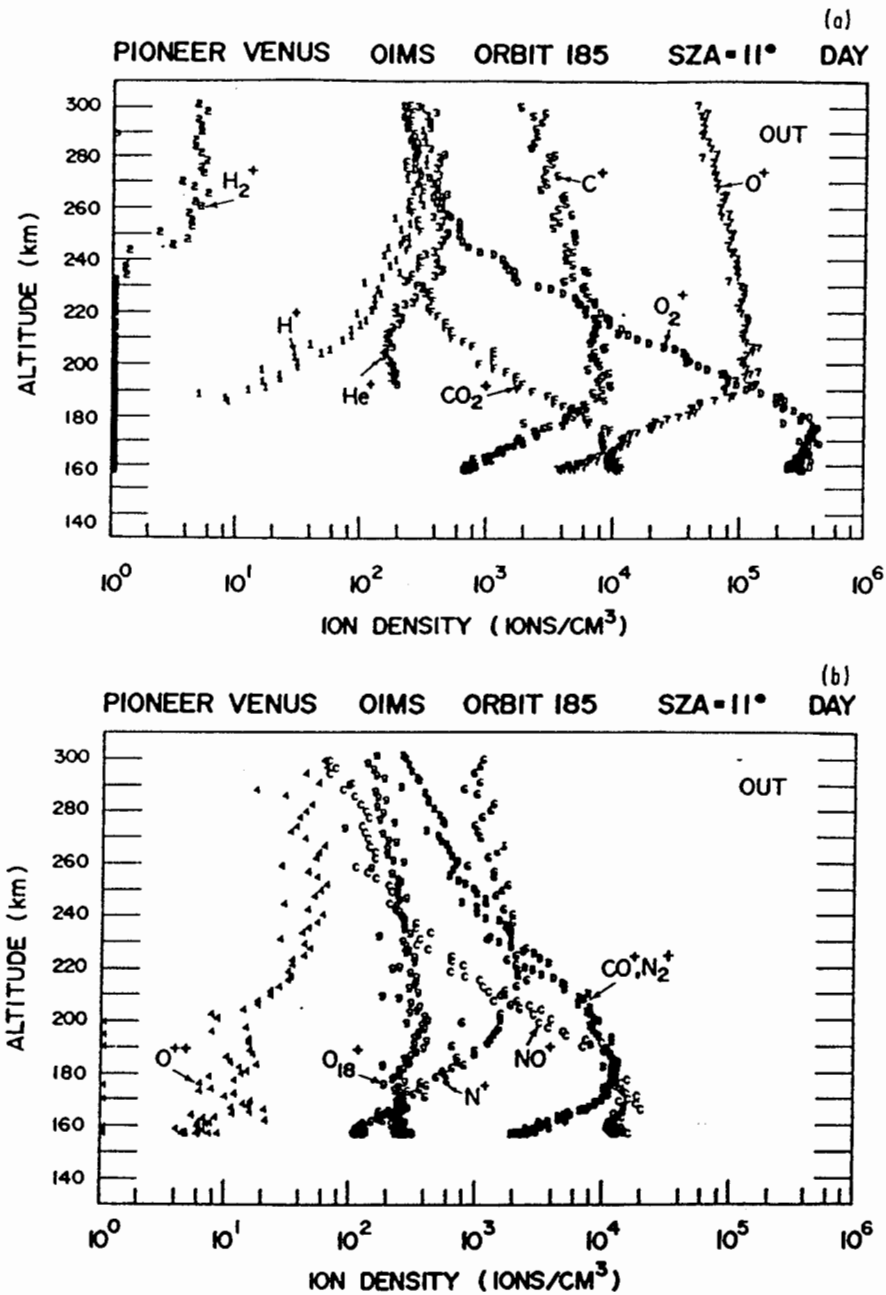 (a)
PIONEER VENUS OIMS ORBIT 185 SZA=11° DAY
300
OUT
280
H2+
C+
O+
260
240
O2+
220
H+
200
He+
CO2+
180
160
140
ALTITUDE (km)
10^0 10^1 10^2 10^3 10^4 10^5 10^6
ION DENSITY (IONS/CM^3)
(b)
PIONEER VENUS OIMS ORBIT 185 SZA=11° DAY
300
OUT
280
260
240
CO+,N2+
220
200
O++
O18+
NO+
N+
180
160
140
ALTITUDE (km)
10^0 10^1 10^2 10^3 10^4 10^5 10^6
ION DENSITY (IONS/CM^3)